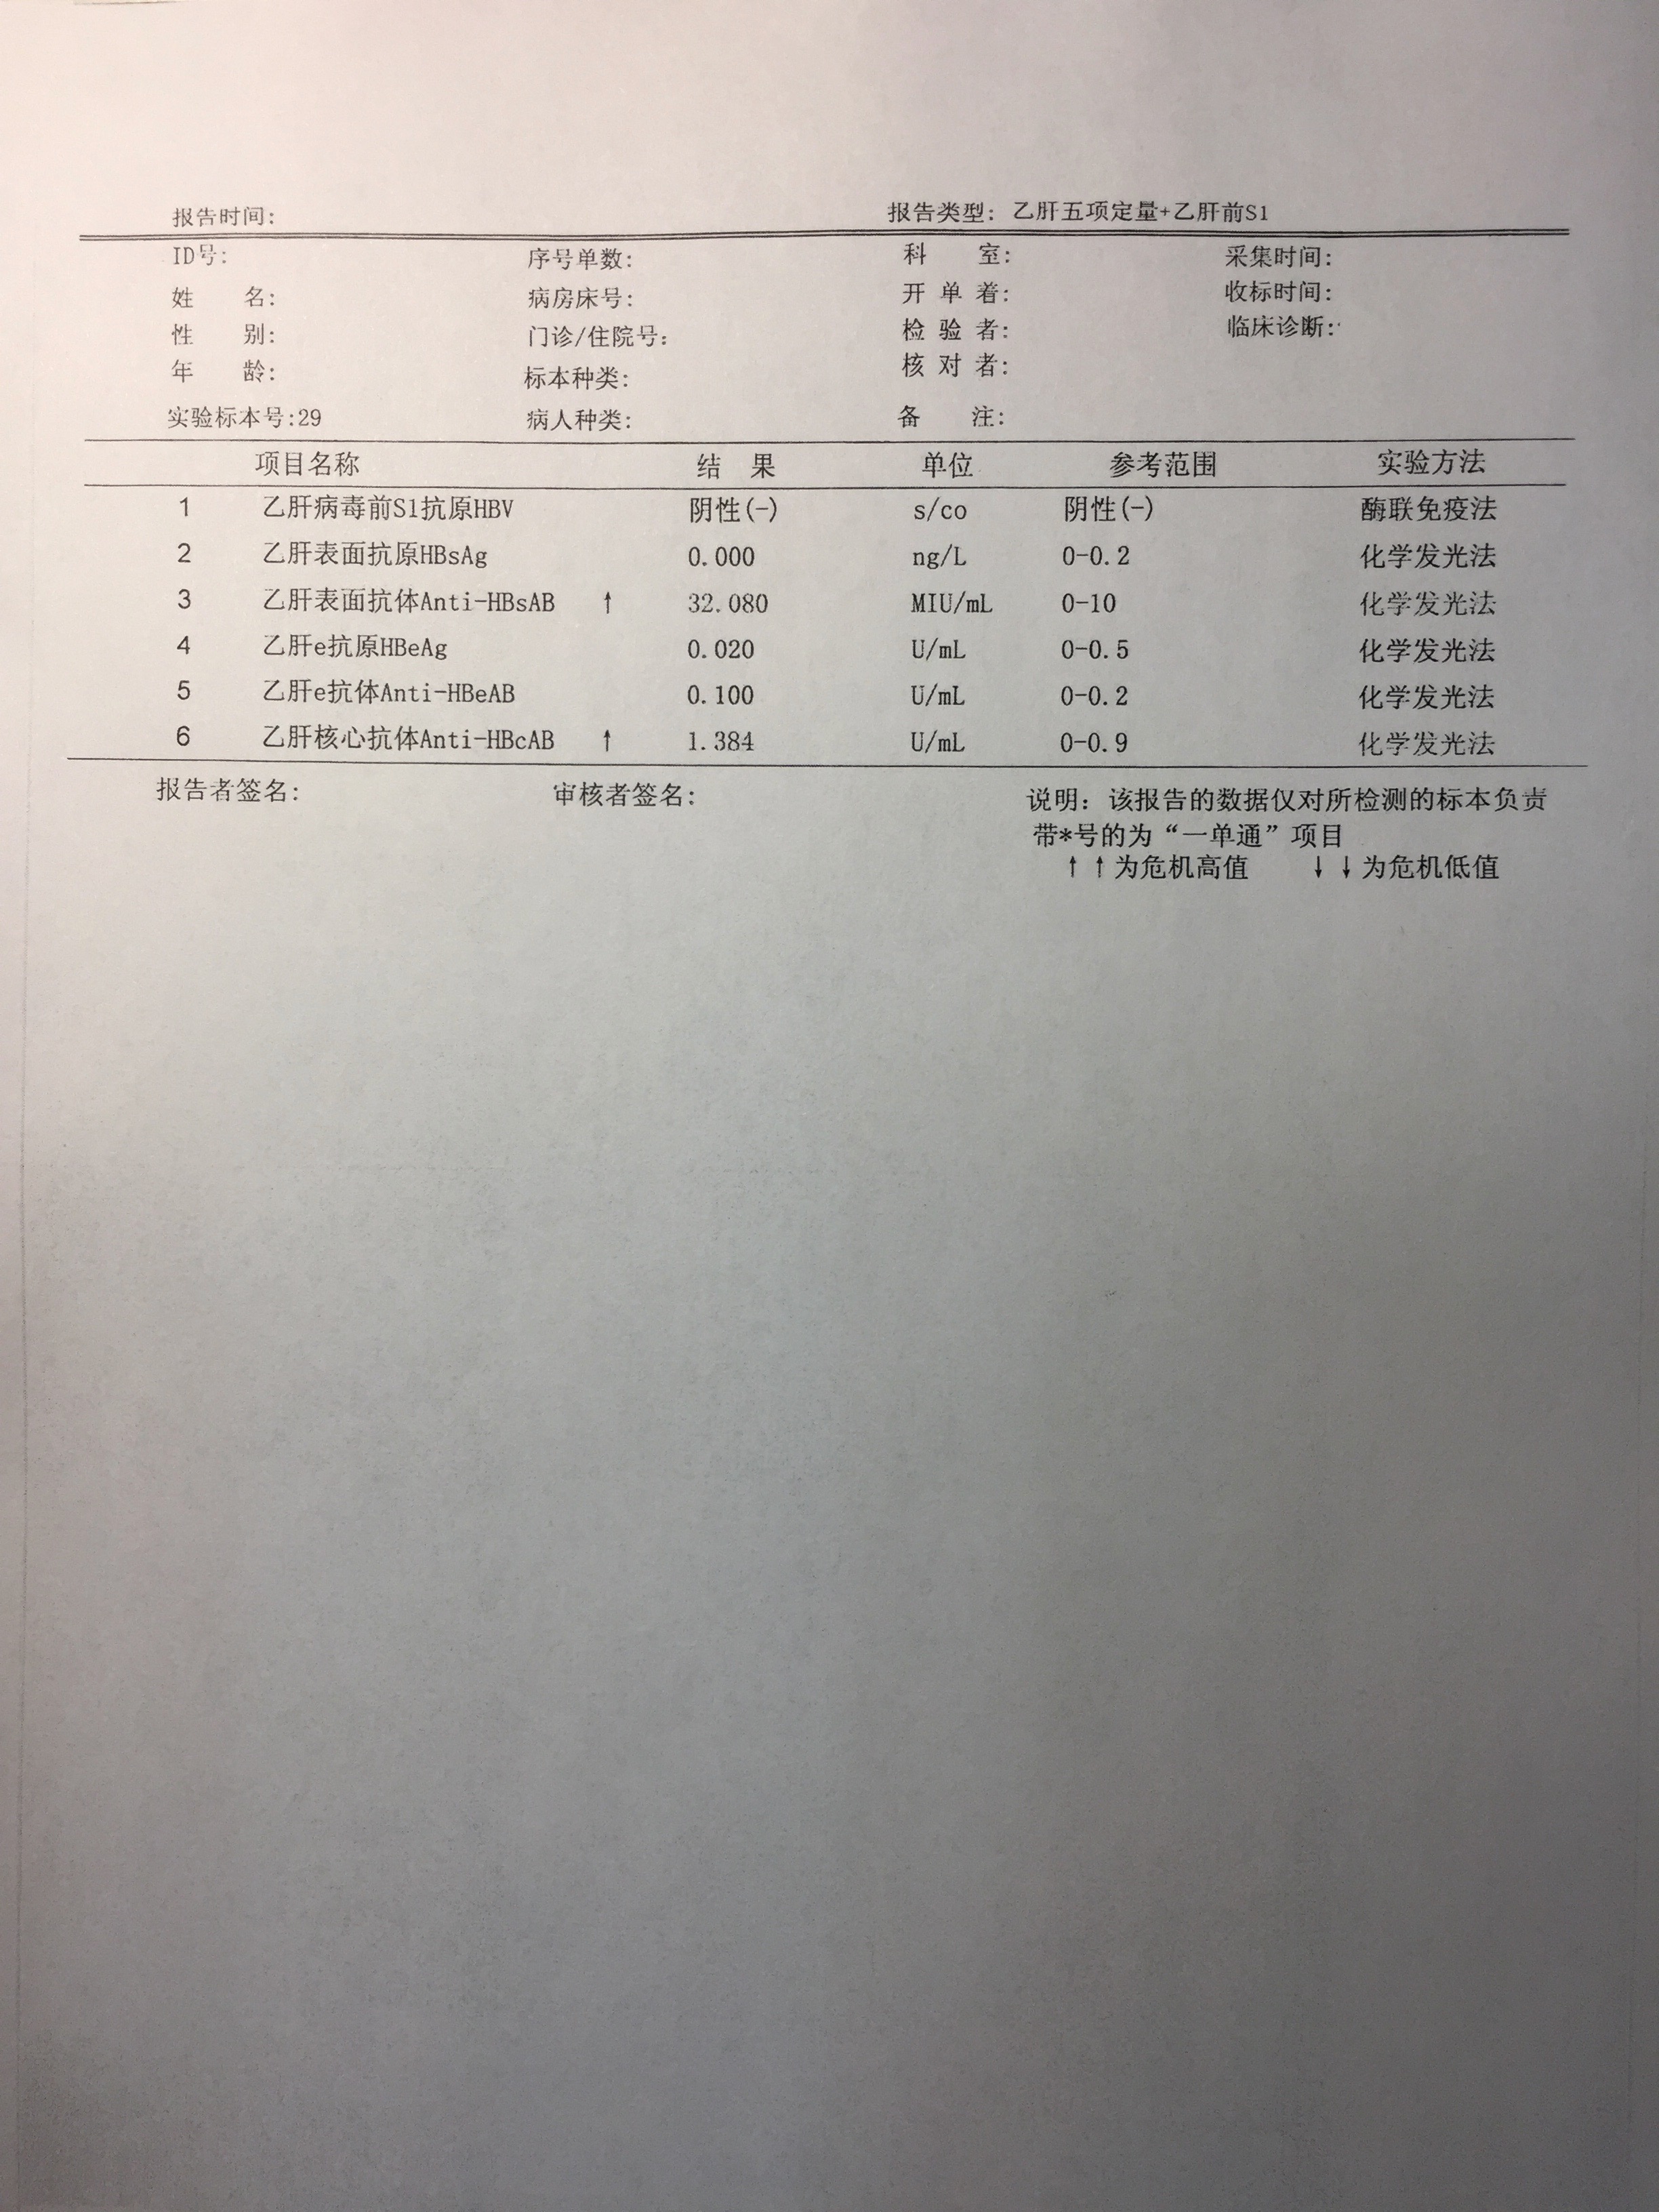 报告时间: 报告类型: 乙肝五项定量+乙肝前S1
ID号: 序号单数: 科 室: 采集时间:
姓 名: 病房床号: 开 单 着: 收标时间:
性 别: 门诊/住院号: 检 验 者: 临床诊断:
年 龄: 标本种类: 核 对 者:
实验标本号:29 病人种类: 备 注:
项目名称 结 果 单位 参考范围 实验方法
1 乙肝病毒前S1抗原HBV 阴性(-) s/co 阴性(-) 酶联免疫法
2 乙肝表面抗原HBsAg 0.000 ng/L 0-0.2 化学发光法
3 乙肝表面抗体Anti-HBsAB ↑ 32.080 MIU/mL 0-10 化学发光法
4 乙肝e抗原HBeAg 0.020 U/mL 0-0.5 化学发光法
5 乙肝e抗体Anti-HBeAB 0.100 U/mL 0-0.2 化学发光法
6 乙肝核心抗体Anti-HBcAB ↑ 1.384 U/mL 0-0.9 化学发光法
报告者签名: 审核者签名: 说明: 该报告的数据仅对所检测的标本负责
带*号的为“一单通”项目
↑↑为危机高值 ↓↓为危机低值